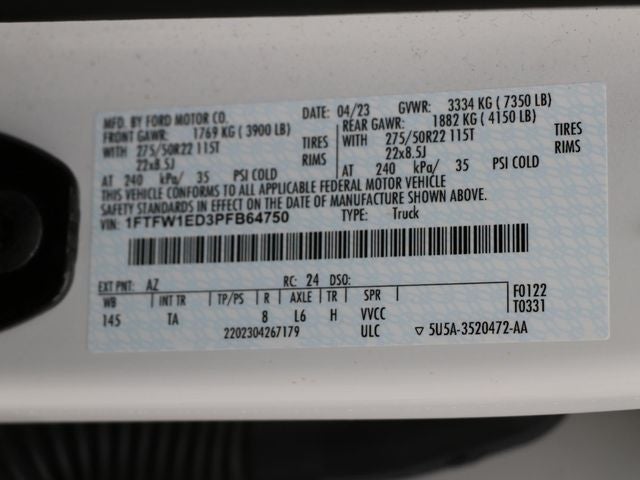 MFD. BY FORD MOTOR CO. DATE: 04/23 GVWR: 3334 KG ( 7350 LB)
FRONT GAWR: 1769 KG ( 3900 LB) REAR GAWR: 1882 KG ( 4150 LB)
WITH 275/50R22 115T TIRES WITH 275/50R22 115T TIRES
22x8.5J RIMS 22x8.5J RIMS
AT 240 kPa/ 35 PSI COLD AT 240 kPa/ 35 PSI COLD
THIS VEHICLE CONFORMS TO ALL APPLICABLE FEDERAL MOTOR VEHICLE
SAFETY STANDARDS IN EFFECT ON THE DATE OF MANUFACTURE SHOWN ABOVE.
VIN: 1FTFW1ED3PFB64750 TYPE: Truck
EXT PNT: AZ RC: 24 DSO:
WB INT TR TP/PS R AXLE TR SPR F0122
145 TA 8 L6 H VVCC T0331
2202304267179 ULC ▽ 5U5A-3520472-AA